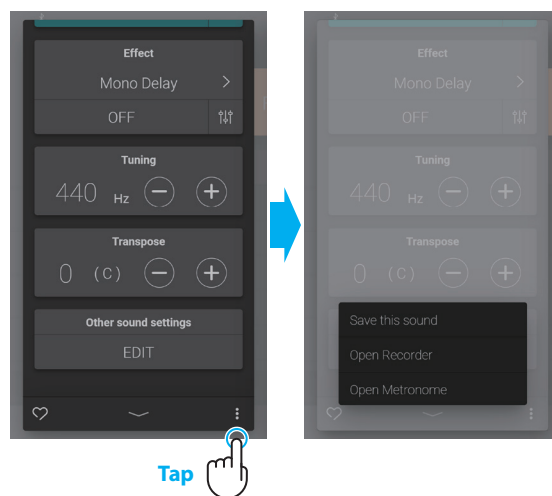 Effect
Mono Delay
OFF
Tuning
440 Hz
Transpose
0 (C)
Other sound settings
EDIT
Tap
Effect
Mono Delay
OFF
Tuning
440 Hz
Transpose
0 (C)
Save this sound
Open Recorder
Open Metronome